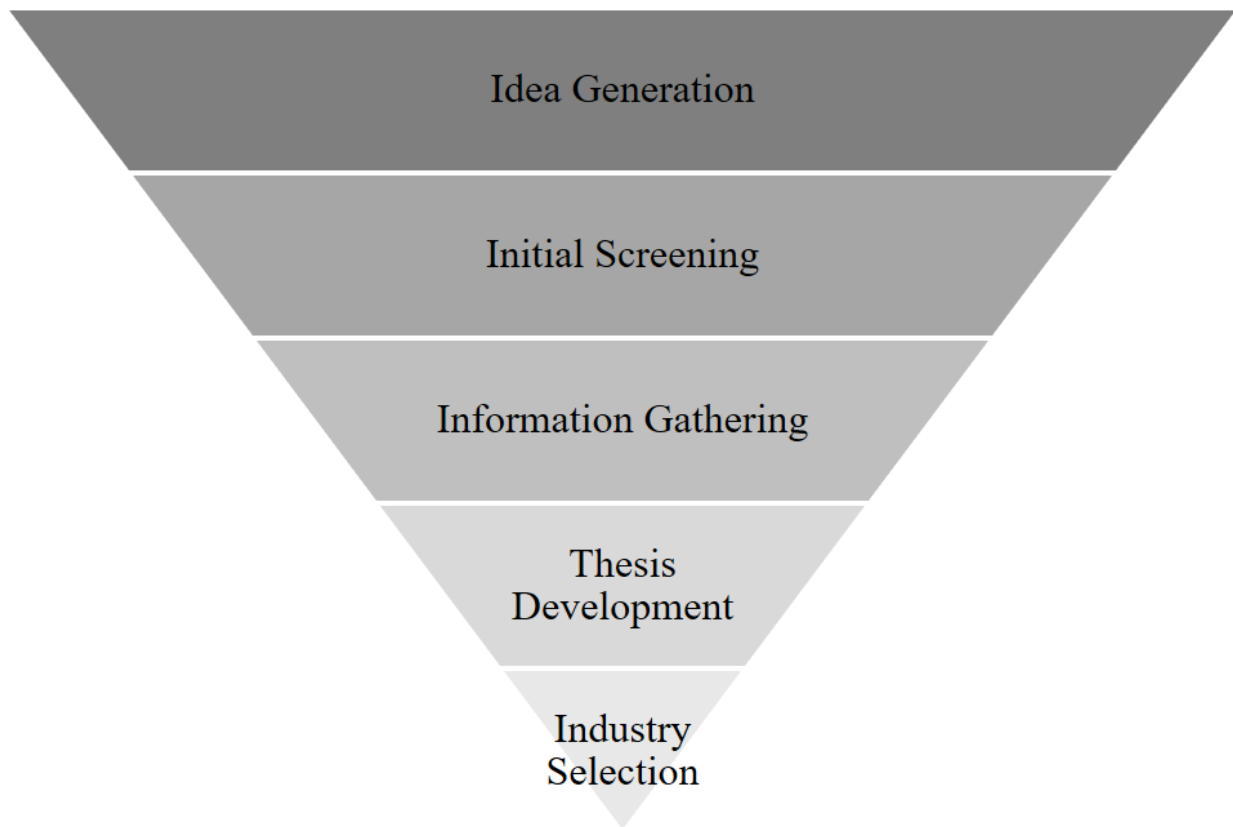 Idea Generation
Initial Screening
Information Gathering
Thesis
Development
Industry
Selection